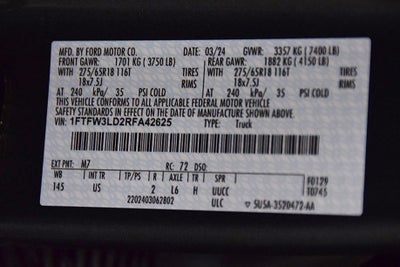 MFD. BY FORD MOTOR CO. 03/24 GVWR: 3357 KG (7400 LB)
FRONT GAWR: 1701 KG (3750 LB) REAR GAWR: 1882 KG (4150 LB)
WITH 275/65R18 116T TIRES WITH 275/65R18 116T TIRES
18x7.5J RIMS 18x7.5J RIMS
AT 240 kPa/ 35 PSI COLD AT 240 kPa/ 35 PSI COLD
THIS VEHICLE CONFORMS TO ALL APPLICABLE FEDERAL MOTOR VEHICLE
SAFETY STANDARDS IN EFFECT ON THE DATE OF MANUFACTURE SHOWN ABOVE.
VIN: 1FTFW3LD2RFA42625 TYPE: Truck
EXT PNT: M7 RC: 72 DSO:
WB INT TR TP/PS R AXLE TR SPR F0129
145 US 2 L6 H UUCC T0745
2202403062802 ULC 5U5A-3520472-AA